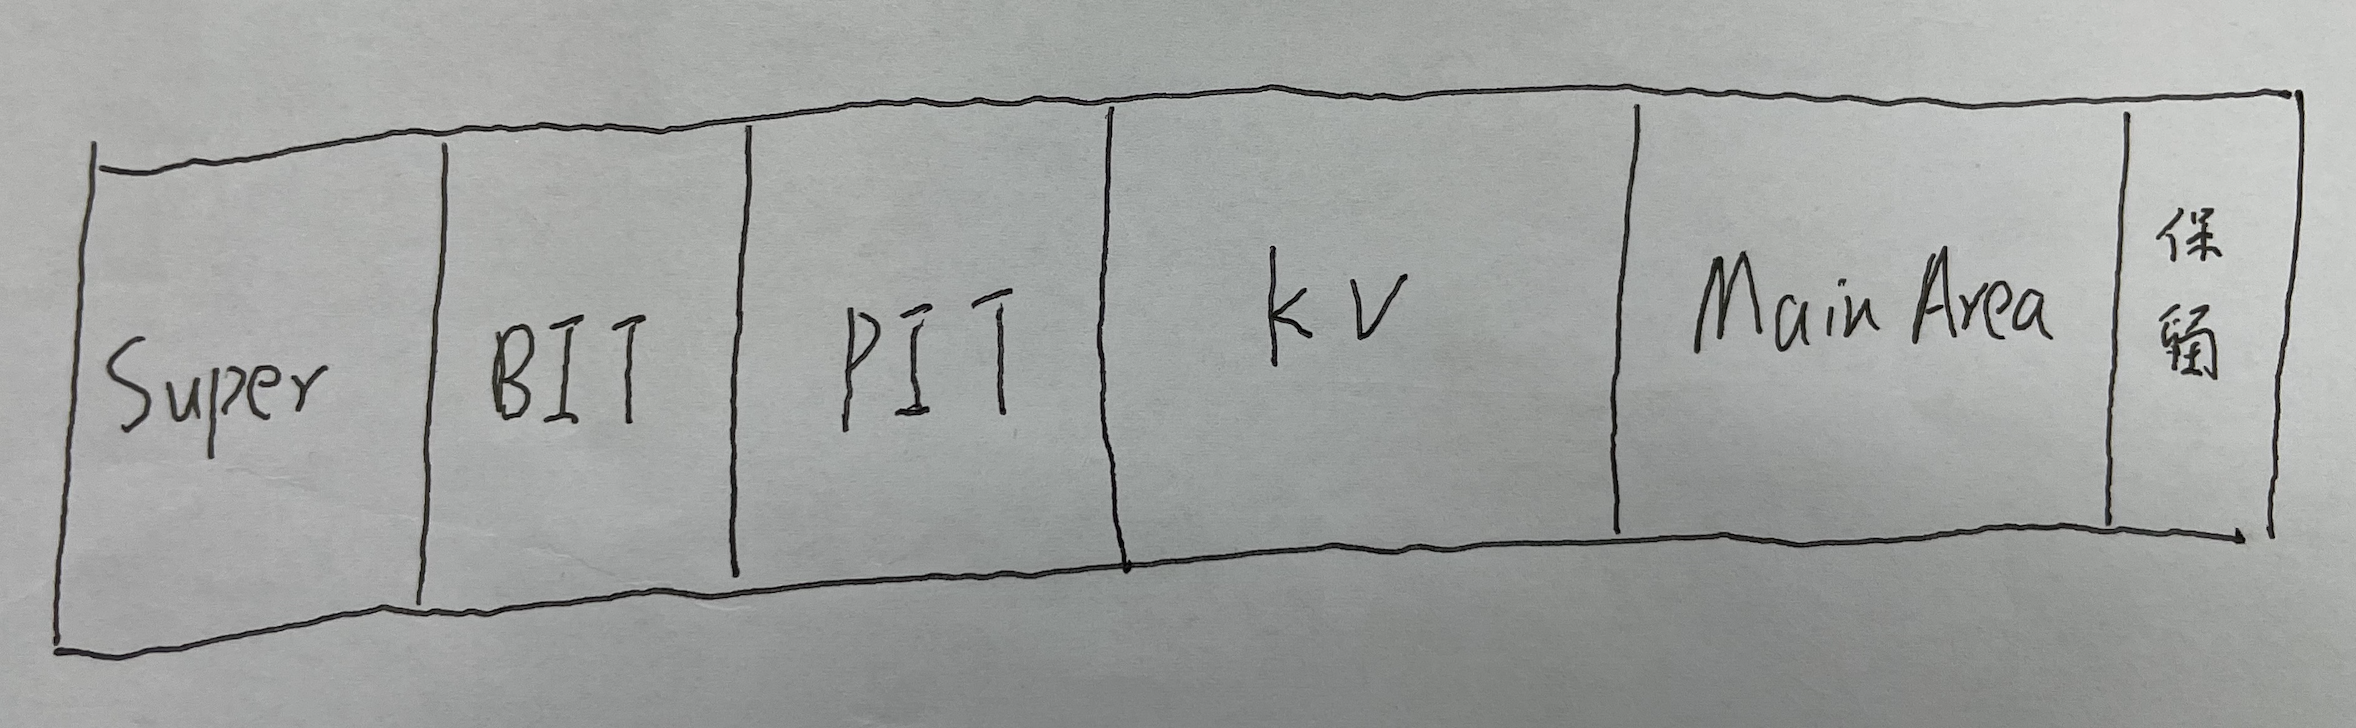 Super
BIT
PIT
KV
Main Area
保
留